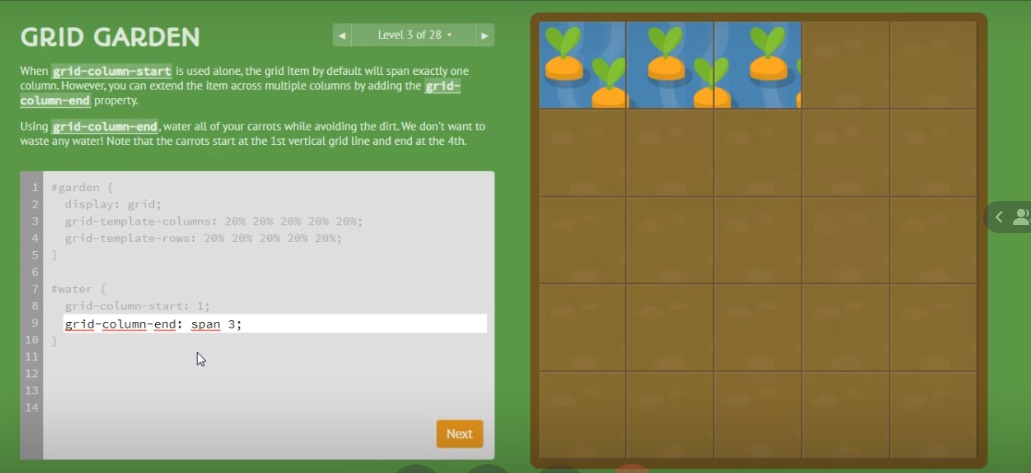 GRID GARDEN
◄ Level 3 of 28 ▾ ►
When grid-column-start is used alone, the grid item by default will span exactly one
column. However, you can extend the item across multiple columns by adding the grid-
column-end property.
Using grid-column-end, water all of your carrots while avoiding the dirt. We don't want to
waste any water! Note that the carrots start at the 1st vertical grid line and end at the 4th.
1 #garden {
2 display: grid;
3 grid-template-columns: 20% 20% 20% 20% 20%;
4 grid-template-rows: 20% 20% 20% 20% 20%;
5 }
6
7 #water {
8 grid-column-start: 1;
9 grid-column-end: span 3;
10 }
11
12
13
14
Next